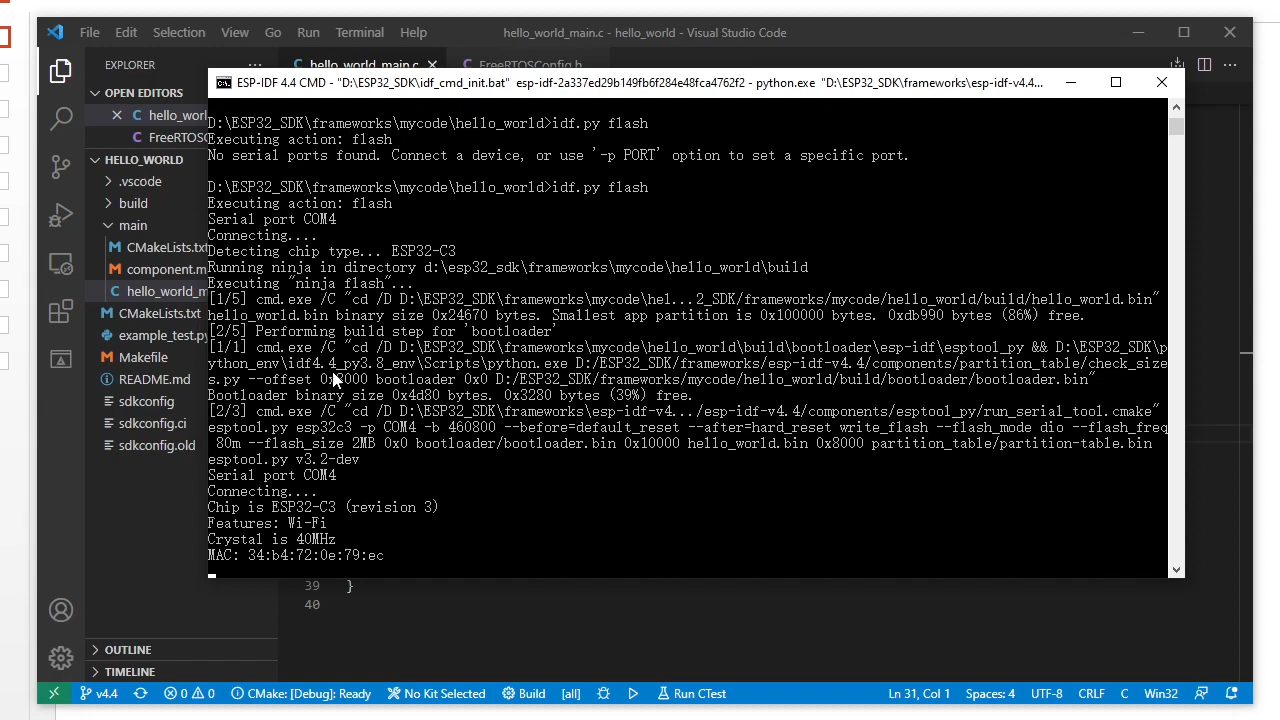 File Edit Selection View Go Run Terminal Help
hello_world_main.c - hello_world - Visual Studio Code
EXPLORER
hello_world_main.c
FreeRTOSConfig.h
OPEN EDITORS
hello_worl
FreeRTOSC
HELLO_WORLD
.vscode
build
main
CMakeLists.txt
component.m
hello_world_m
CMakeLists.txt
example_test.py
Makefile
README.md
sdkconfig
sdkconfig.ci
sdkconfig.old
OUTLINE
TIMELINE
ESP-IDF 4.4 CMD - "D:\ESP32_SDK\idf_cmd_init.bat" esp-idf-2a337ed29b149fb6f284e48fca4762f2 - python.exe "D:\ESP32_SDK\frameworks\esp-idf-v4.4...
D:\ESP32_SDK\frameworks\mycode\hello_world>idf.py flash
Executing action: flash
No serial ports found. Connect a device, or use '-p PORT' option to set a specific port.
D:\ESP32_SDK\frameworks\mycode\hello_world>idf.py flash
Executing action: flash
Serial port COM4
Connecting....
Detecting chip type... ESP32-C3
Running ninja in directory d:\esp32_sdk\frameworks\mycode\hello_world\build
Executing "ninja flash"...
[1/5] cmd.exe /C "cd /D D:\ESP32_SDK\frameworks\mycode\hel...2_SDK/frameworks/mycode/hello_world/build/hello_world.bin"
hello_world.bin binary size 0x24670 bytes. Smallest app partition is 0x100000 bytes. 0xdb990 bytes (86%) free.
[2/5] Performing build step for 'bootloader'
[1/1] cmd.exe /C "cd /D D:\ESP32_SDK\frameworks\mycode\hello_world\build\bootloader\esp-idf\esptool_py && D:\ESP32_SDK\p
ython_env\idf4.4_py3.8_env\Scripts\python.exe D:/ESP32_SDK/frameworks/esp-idf-v4.4/components/partition_table/check_size
s.py --offset 0x8000 bootloader 0x0 D:/ESP32_SDK/frameworks/mycode/hello_world/build/bootloader/bootloader.bin"
Bootloader binary size 0x4d80 bytes. 0x3280 bytes (39%) free.
[2/3] cmd.exe /C "cd /D D:\ESP32_SDK\frameworks\esp-idf-v4.../esp-idf-v4.4/components/esptool_py/run_serial_tool.cmake"
esptool.py esp32c3 -p COM4 -b 460800 --before=default_reset --after=hard_reset write_flash --flash_mode dio --flash_freq
80m --flash_size 2MB 0x0 bootloader/bootloader.bin 0x10000 hello_world.bin 0x8000 partition_table/partition-table.bin
esptool.py v3.2-dev
Serial port COM4
Connecting....
Chip is ESP32-C3 (revision 3)
Features: Wi-Fi
Crystal is 40MHz
MAC: 34:b4:72:0e:79:ec
39 }
40
v4.4 0 0 CMake: [Debug]: Ready No Kit Selected Build [all] Run CTest Ln 31, Col 1 Spaces: 4 UTF-8 CRLF C Win32